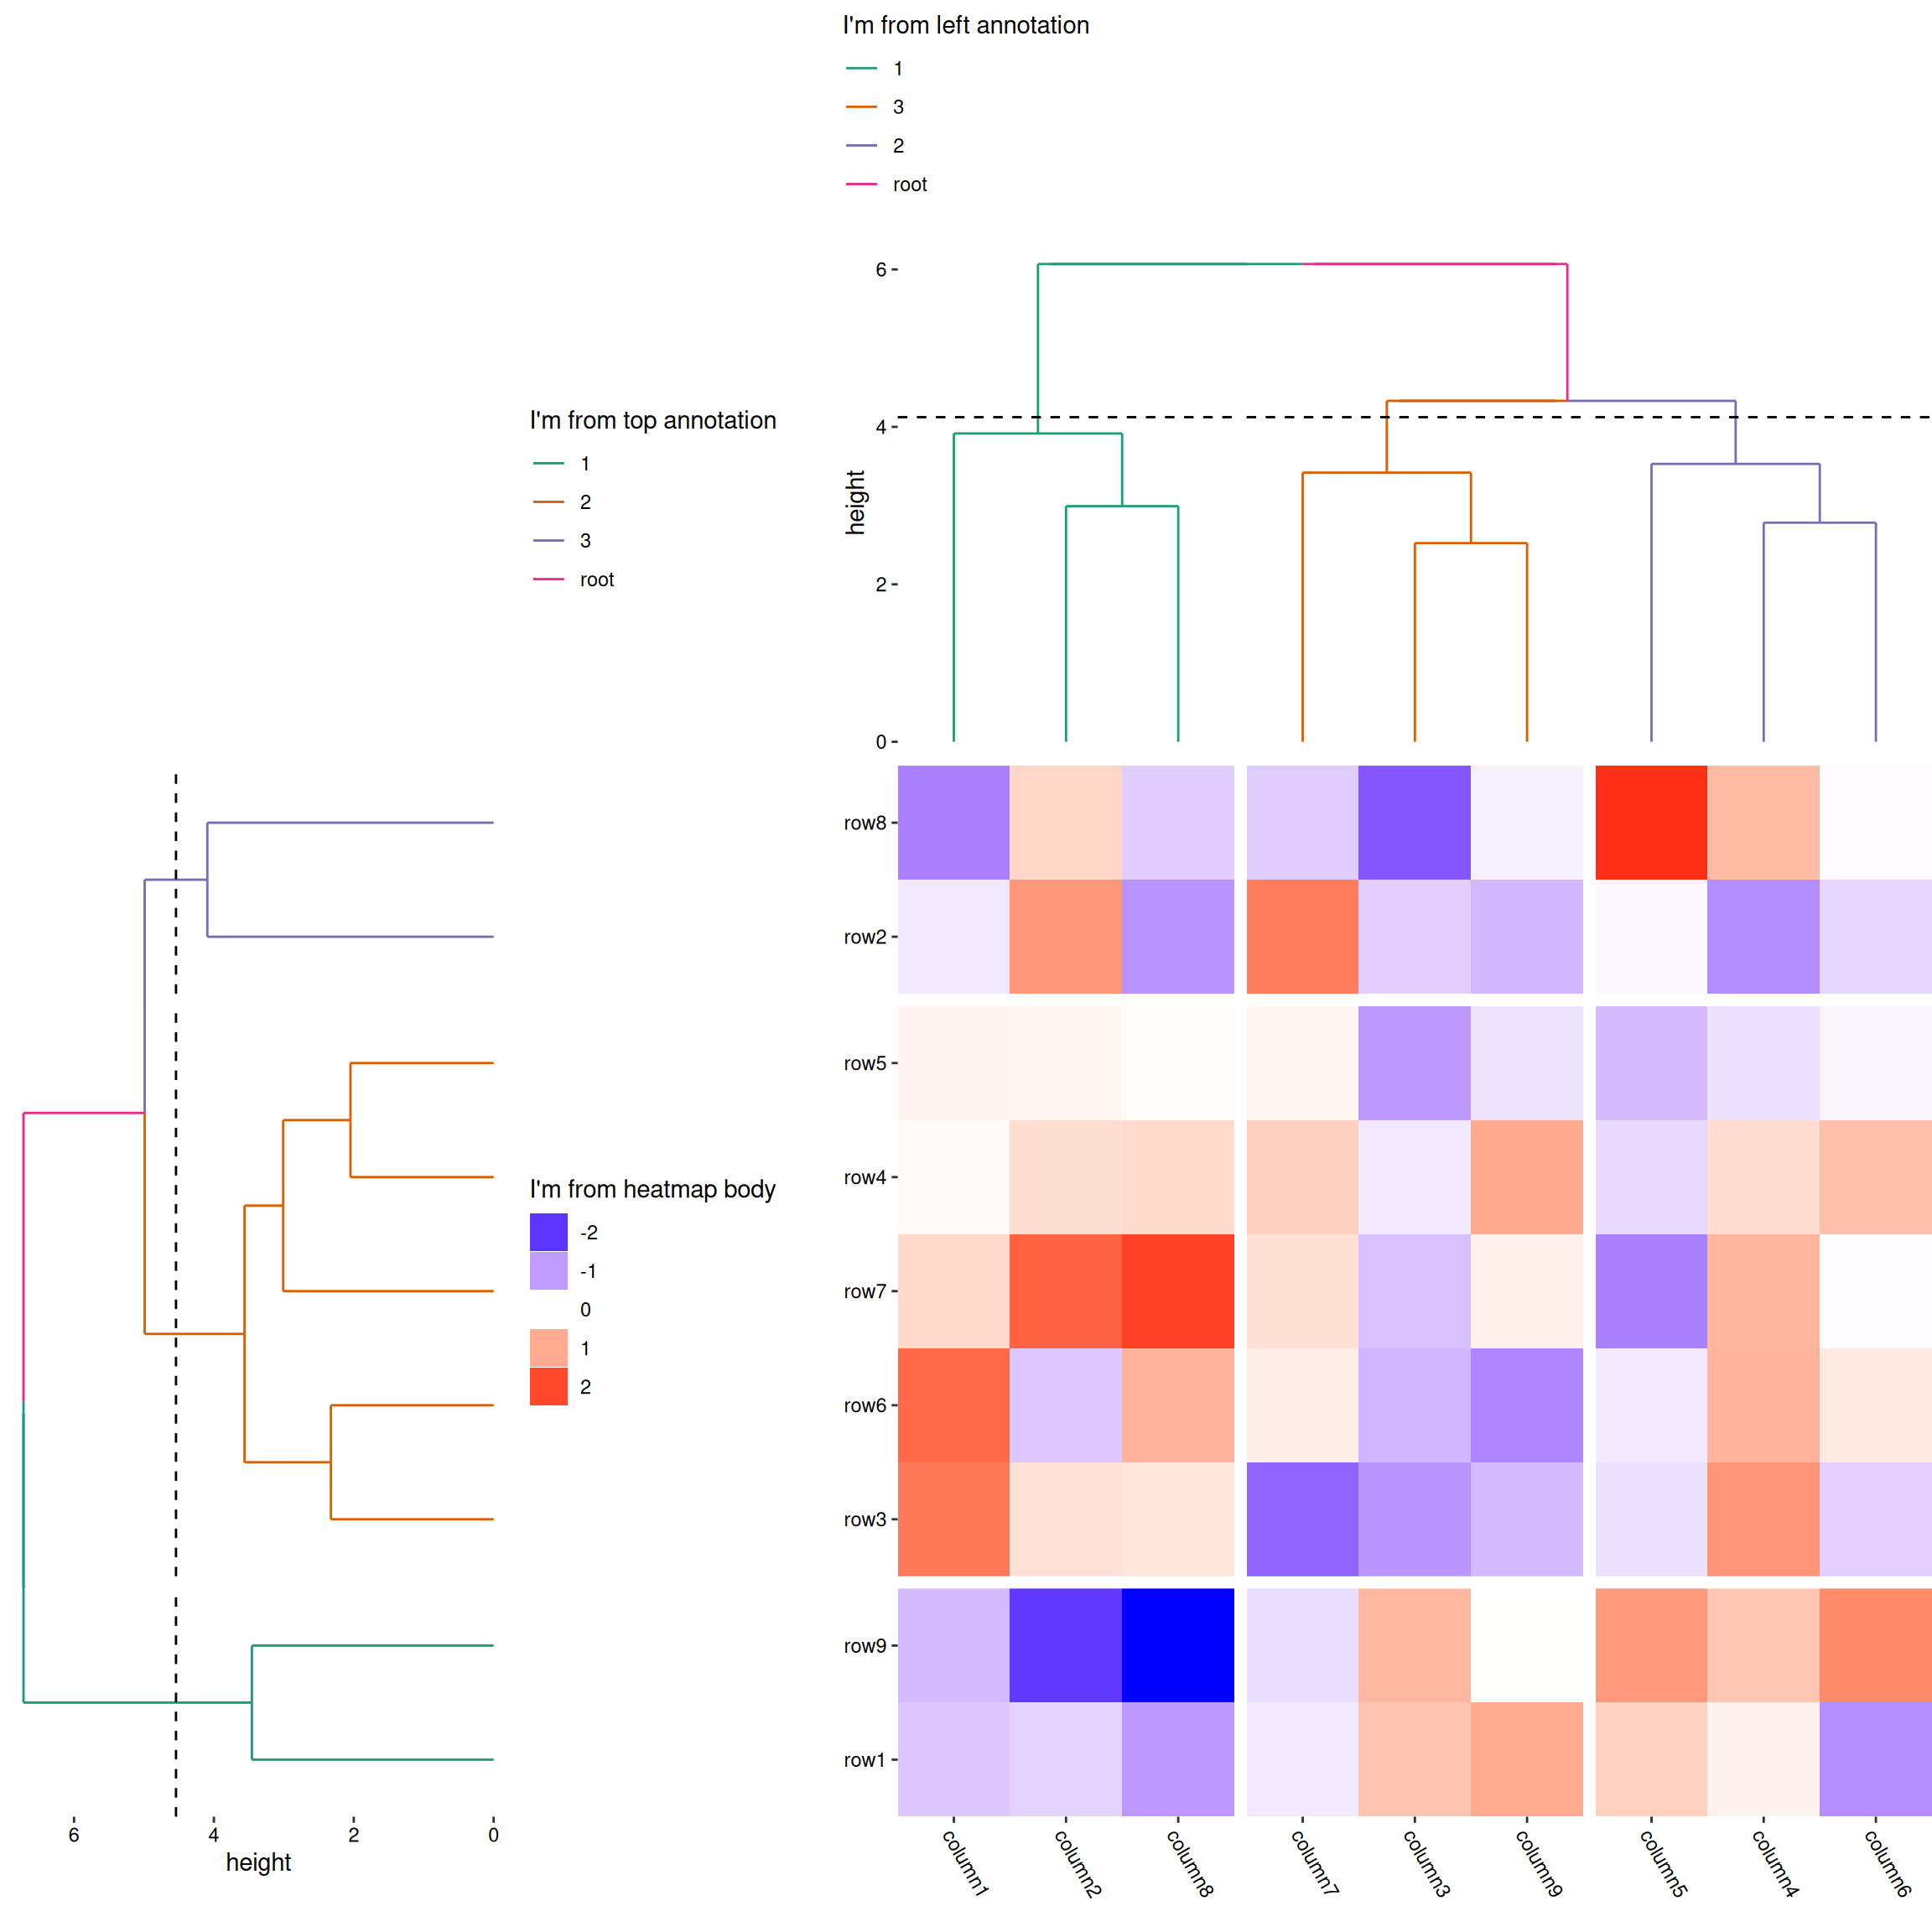 I'm from left annotation
1
3
2
root
6
4
2
0
height
I'm from top annotation
1
2
3
root
row8
row2
row5
row4
row7
row6
row3
row9
row1
I'm from heatmap body
-2
-1
0
1
2
6
4
2
0
height
column1
column2
column8
column7
column3
column9
column5
column4
column6